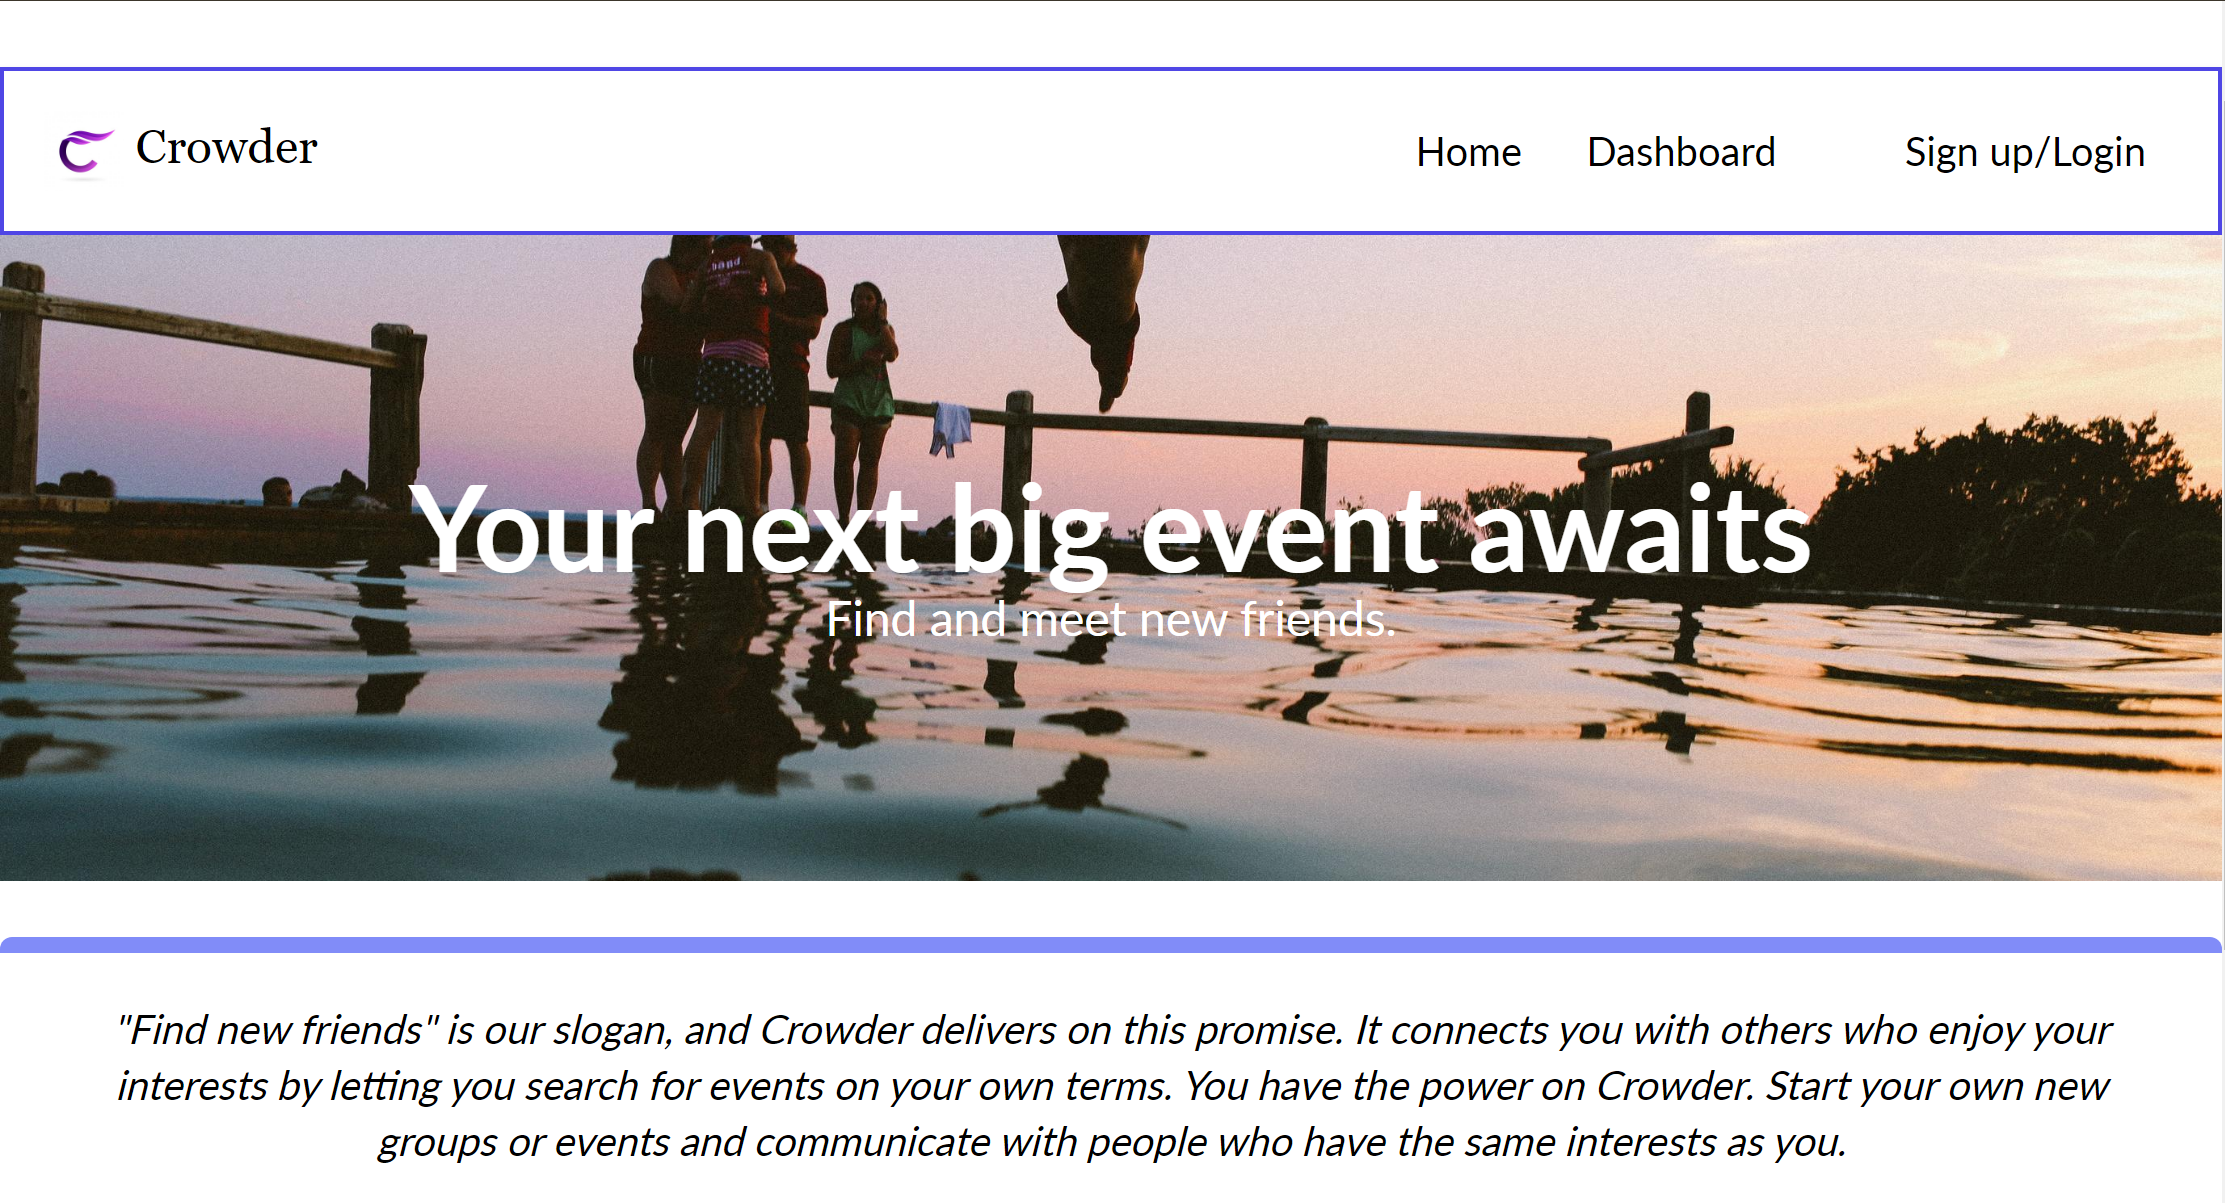 Crowder
Home Dashboard Sign up/Login
band
Your next big event awaits
Find and meet new friends.
"Find new friends" is our slogan, and Crowder delivers on this promise. It connects you with others who enjoy your
interests by letting you search for events on your own terms. You have the power on Crowder. Start your own new
groups or events and communicate with people who have the same interests as you.